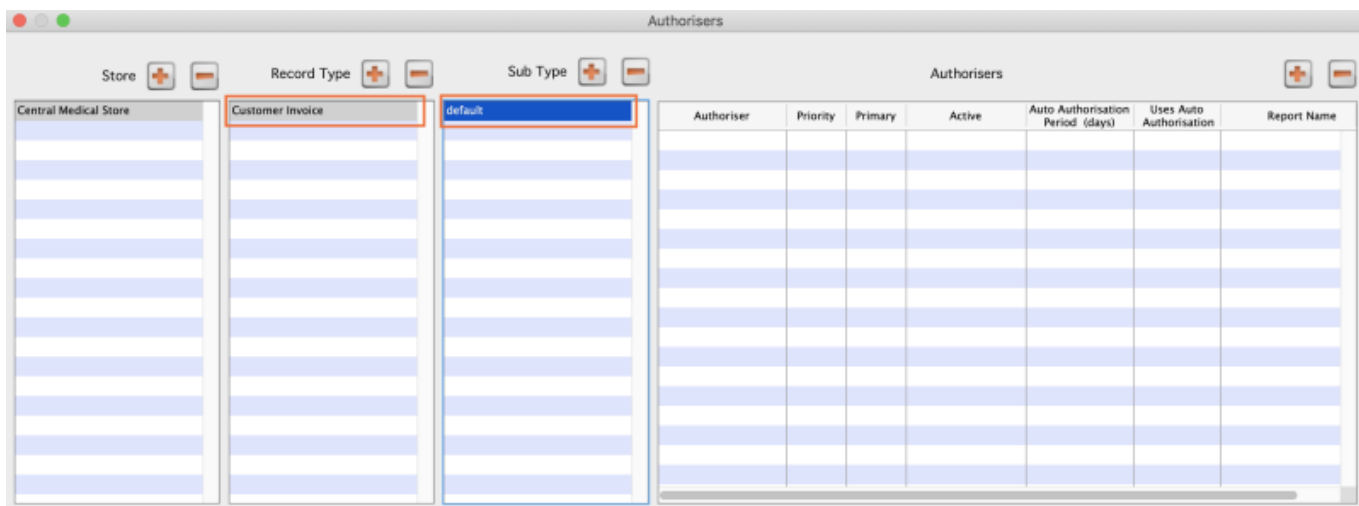 Authorisers
Store
Record Type
Sub Type
Authorisers
Central Medical Store
Customer Invoice
default
Authoriser
Priority
Primary
Active
Auto Authorisation
Period (days)
Uses Auto
Authorisation
Report Name